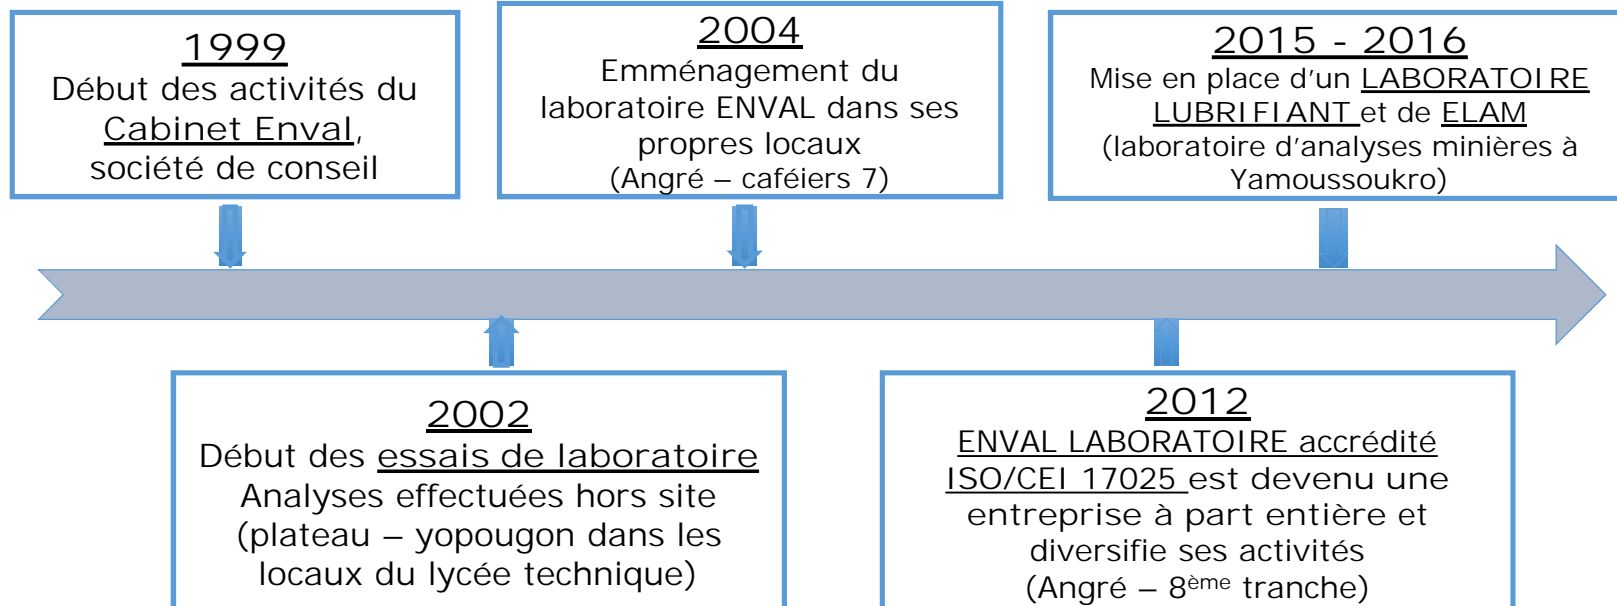 1999
Début des activités du
Cabinet Enval,
société de conseil
2004
Emménagement du
laboratoire ENVAL dans ses
propres locaux
(Angré – caféiers 7)
2015 - 2016
Mise en place d’un LABORATOIRE
LUBRIFIANT et de ELAM
(laboratoire d’analyses minières à
Yamoussoukro)
2002
Début des essais de laboratoire
Analyses effectuées hors site
(plateau – yopougon dans les
locaux du lycée technique)
2012
ENVAL LABORATOIRE accrédité
ISO/CEI 17025 est devenu une
entreprise à part entière et
diversifie ses activités
(Angré – 8ème tranche)